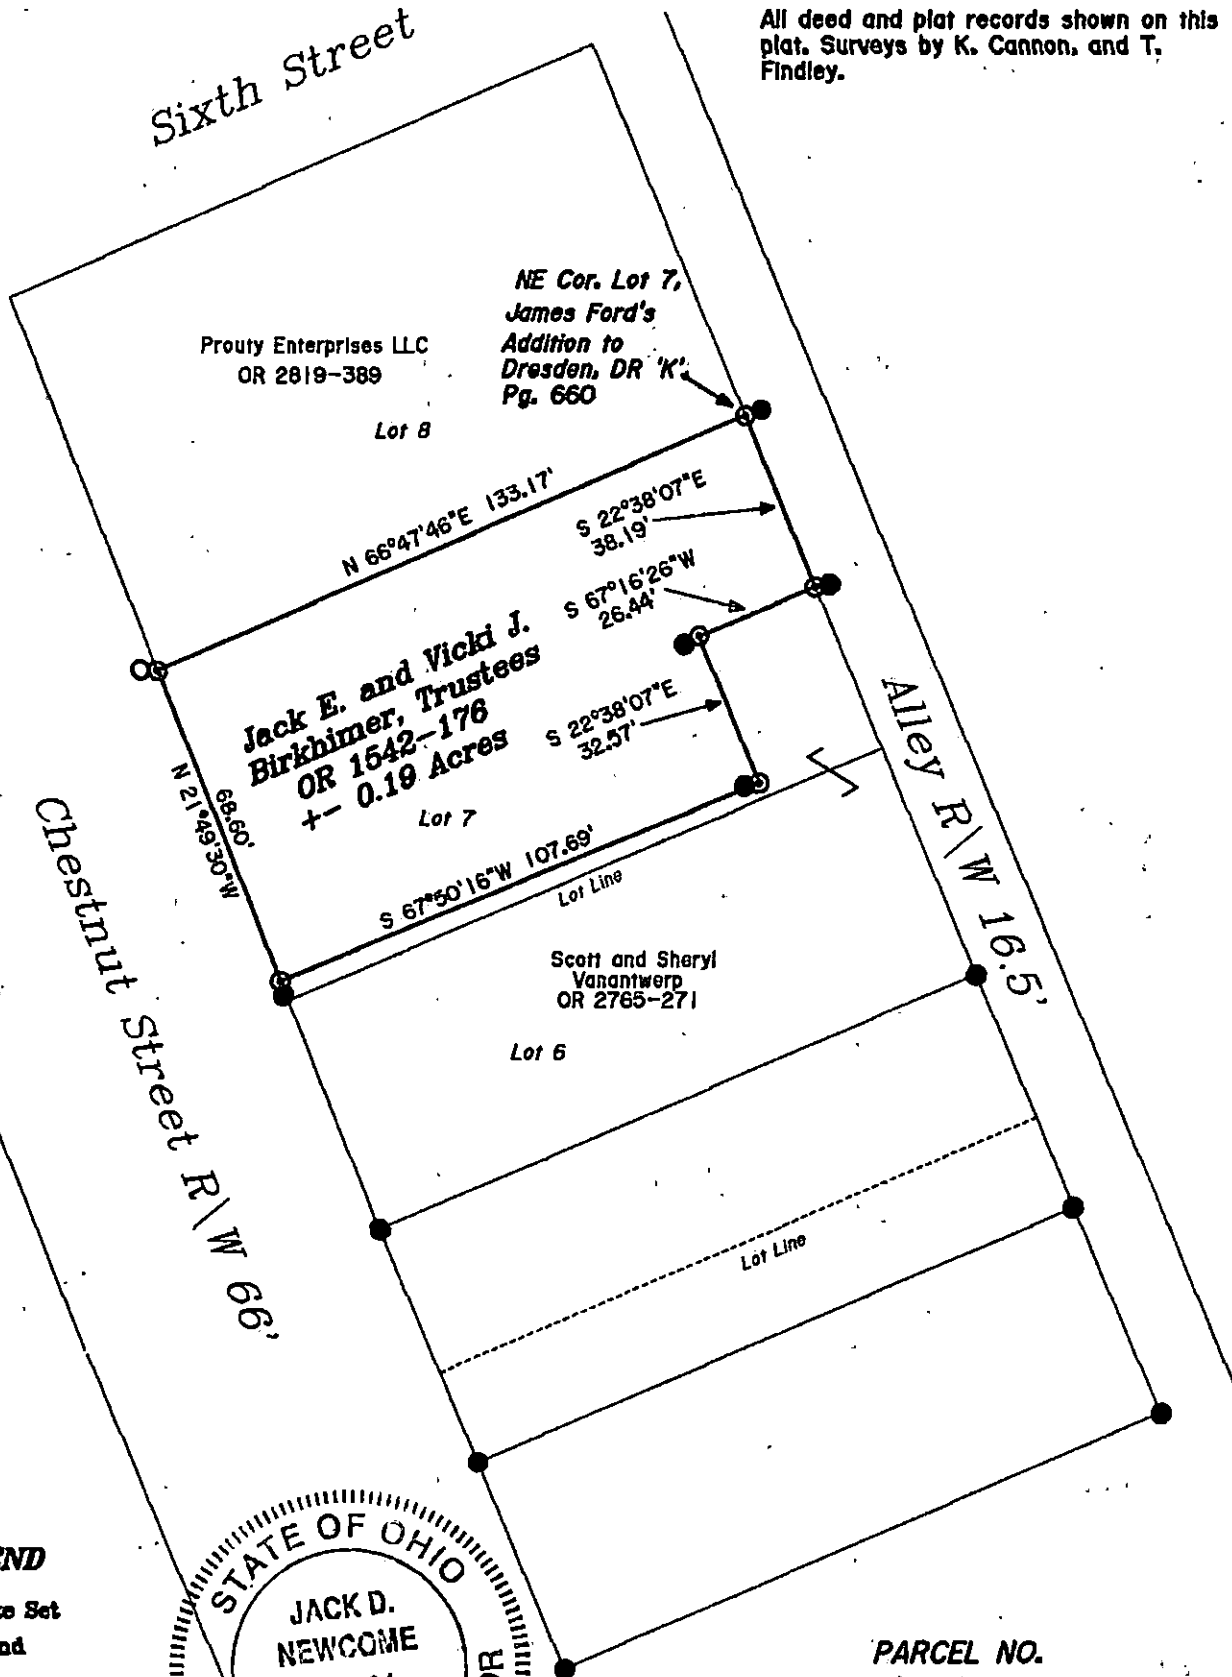 All deed and plat records shown on this
plat. Surveys by K. Cannon, and T.
Findley.
Sixth Street
NE Cor. Lot 7,
James Ford's
Addition to
Dresden, DR 'K',
Pg. 660
Prouty Enterprises LLC
OR 2819-389
Lot 8
N 66°47'46"E 133.17'
S 22°38'07"E
38.19'
S 67°16'26"W
26.44'
S 22°38'07"E
32.57'
Jack E. and Vicki J.
Birkhimer, Trustees
OR 1542-176
+- 0.19 Acres
Lot 7
68.60'
N 21°49'30"W
S 67°50'16"W 107.69'
Lot Line
Alley R\W 16.5'
Chestnut Street R\W 66'
Scott and Sheryl
Vanantwerp
OR 2765-271
Lot 6
Lot Line
STATE OF OHIO
JACK D.
NEWCOME
Set
PARCEL NO.